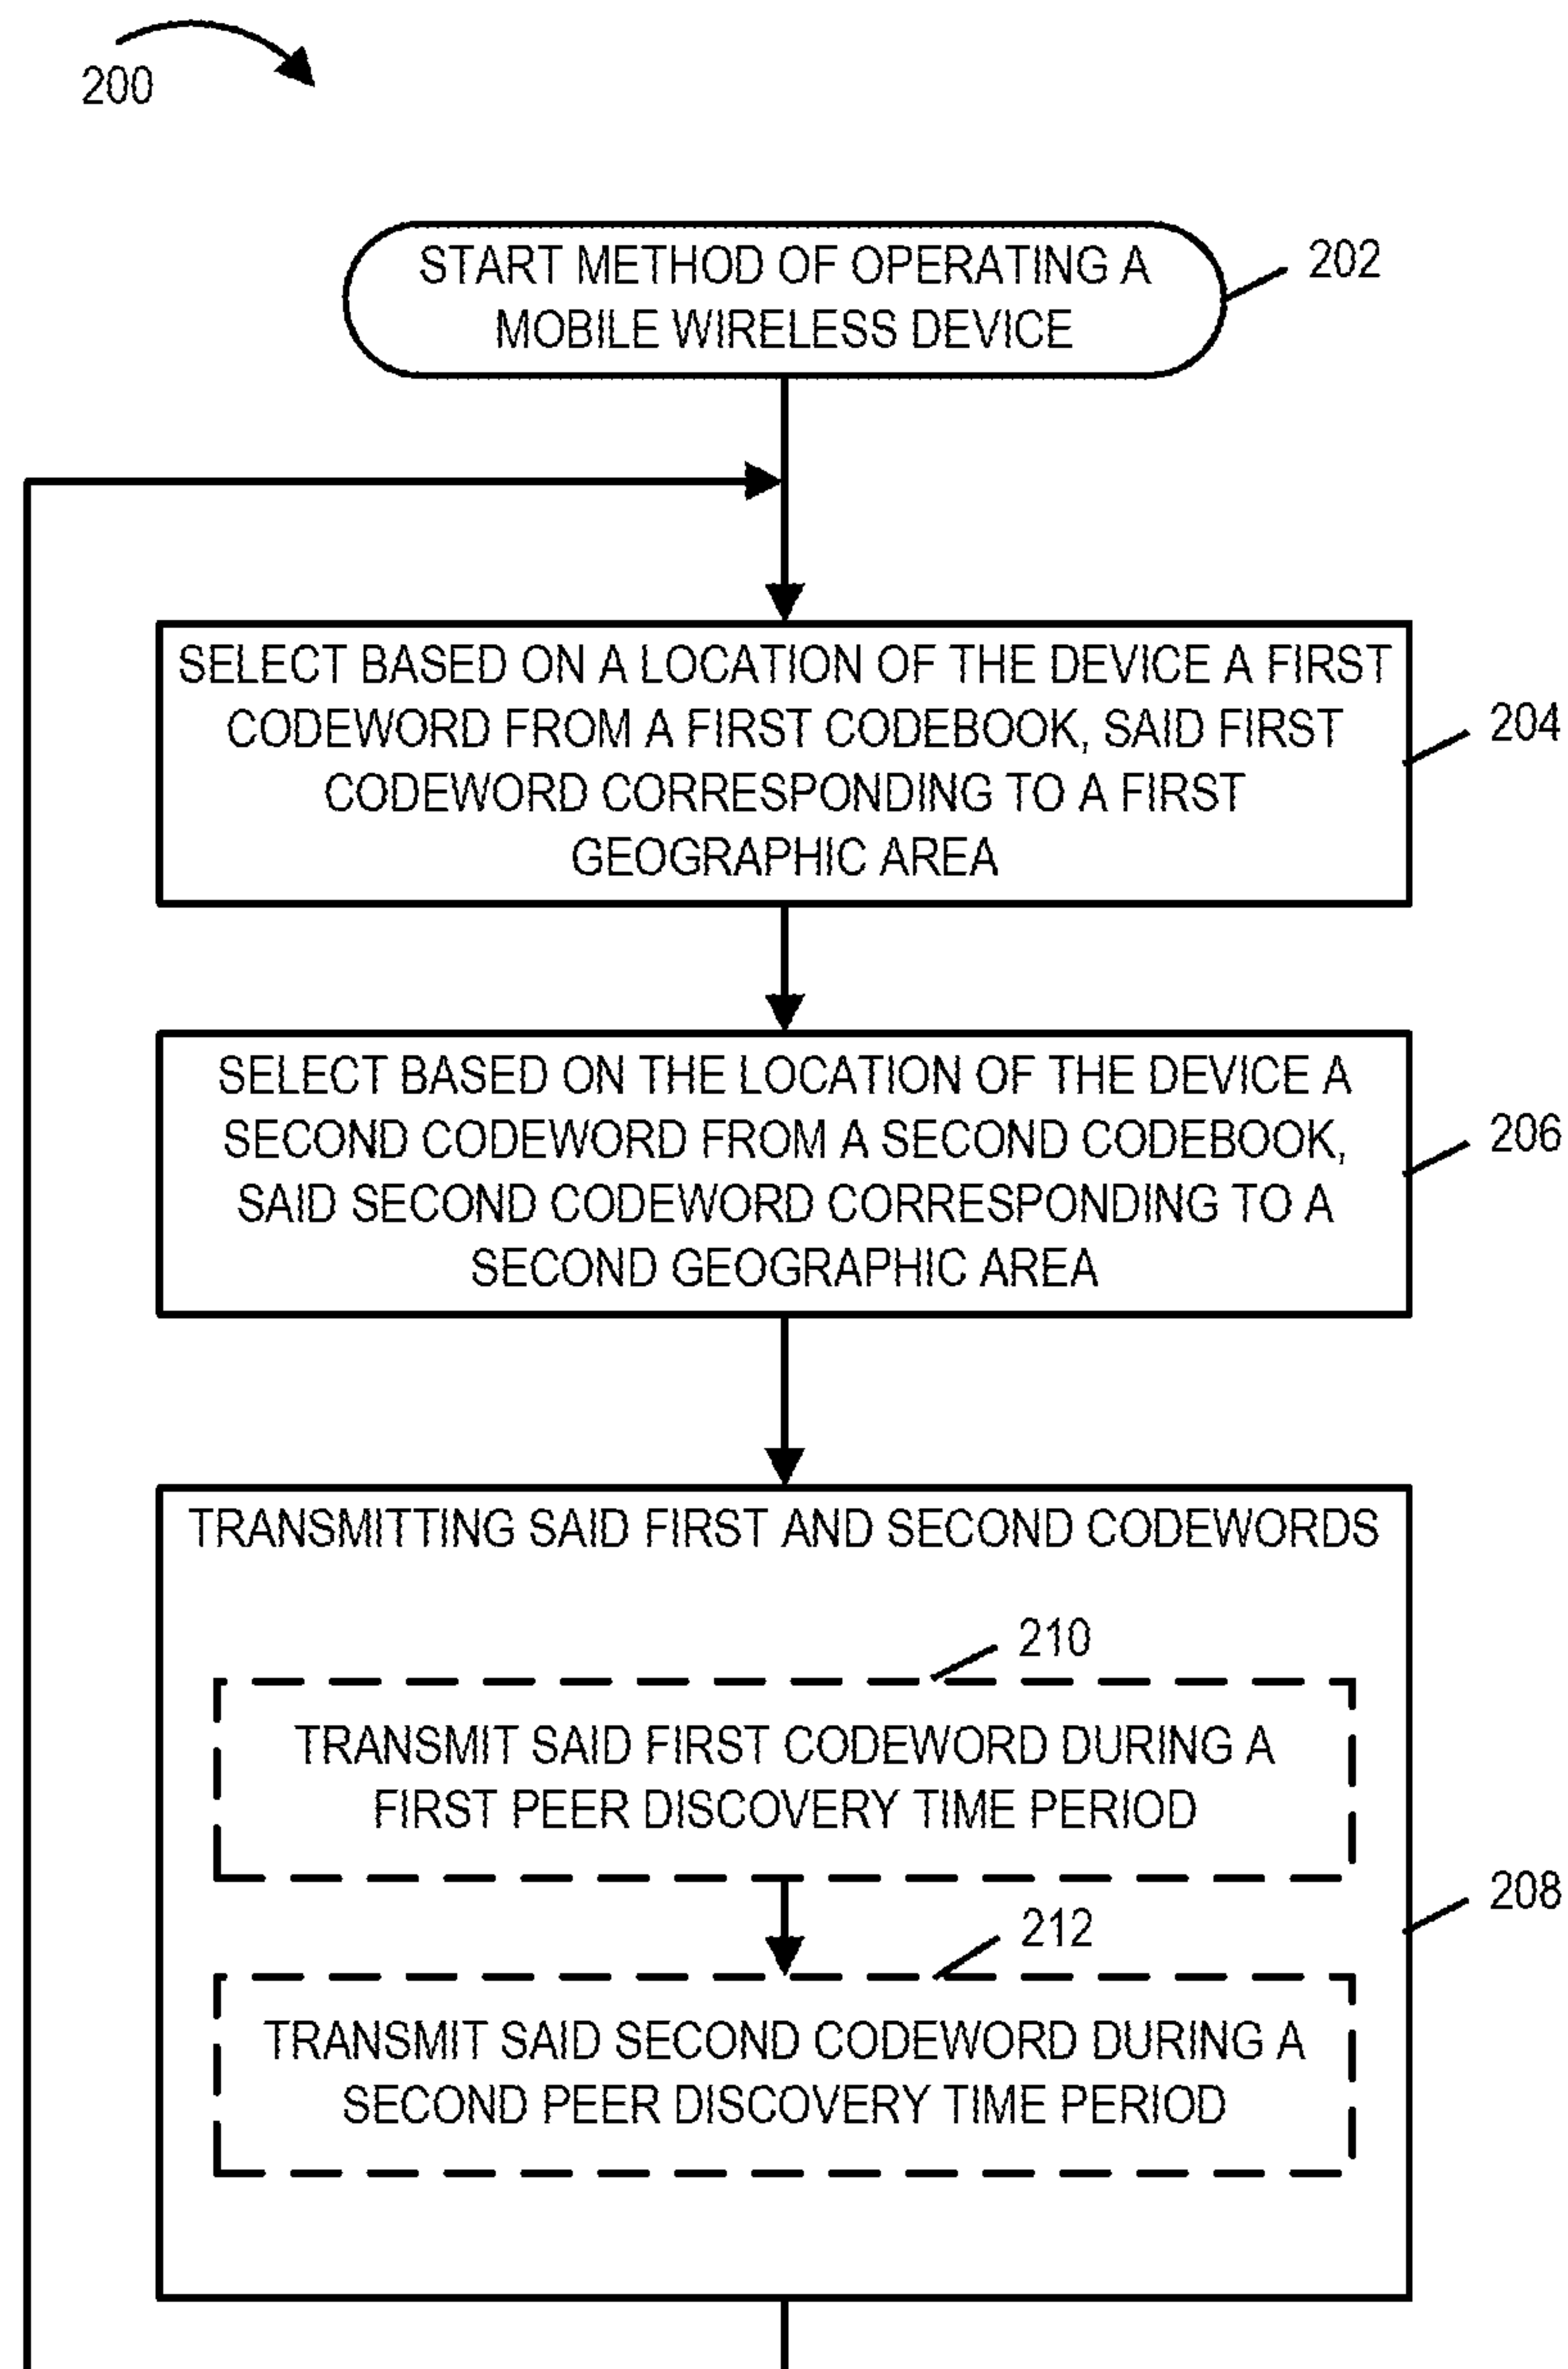 200
START METHOD OF OPERATING A
MOBILE WIRELESS DEVICE
202
SELECT BASED ON A LOCATION OF THE DEVICE A FIRST
CODEWORD FROM A FIRST CODEBOOK, SAID FIRST
CODEWORD CORRESPONDING TO A FIRST
GEOGRAPHIC AREA
204
SELECT BASED ON THE LOCATION OF THE DEVICE A
SECOND CODEWORD FROM A SECOND CODEBOOK,
SAID SECOND CODEWORD CORRESPONDING TO A
SECOND GEOGRAPHIC AREA
206
TRANSMITTING SAID FIRST AND SECOND CODEWORDS
210
TRANSMIT SAID FIRST CODEWORD DURING A
FIRST PEER DISCOVERY TIME PERIOD
208
212
TRANSMIT SAID SECOND CODEWORD DURING A
SECOND PEER DISCOVERY TIME PERIOD